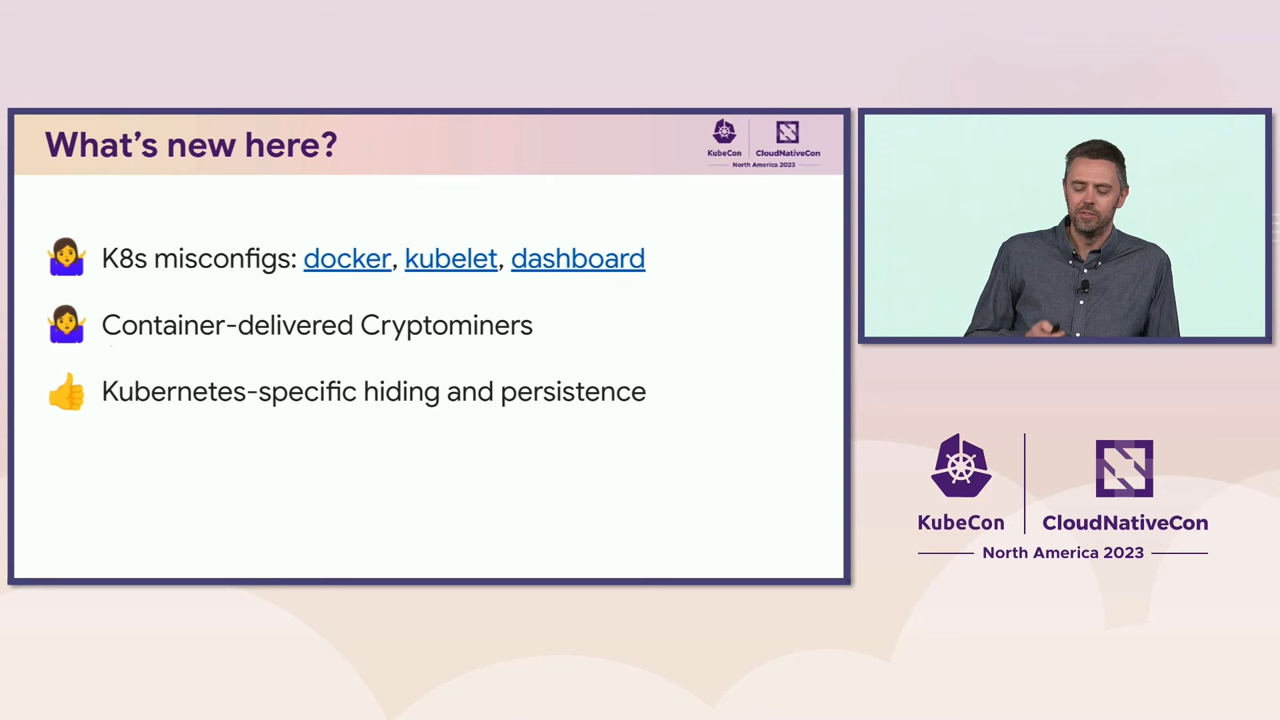 What's new here?
KubeCon
CloudNativeCon
North America 2023
K8s misconfigs: docker, kubelet, dashboard
Container-delivered Cryptominers
Kubernetes-specific hiding and persistence
KubeCon
CloudNativeCon
North America 2023